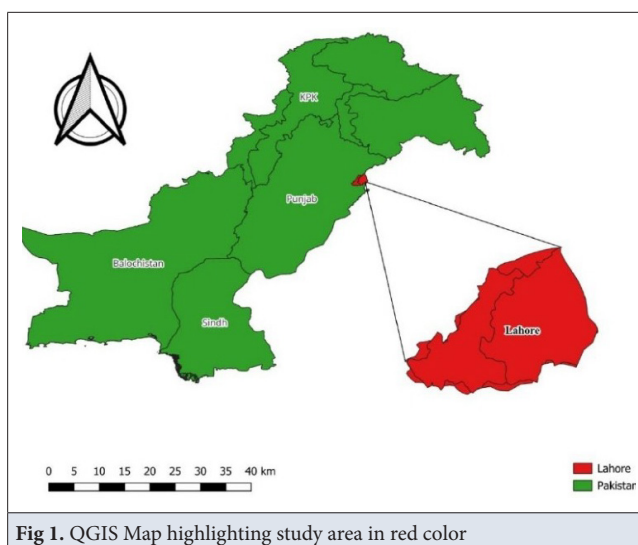 KPK
Punjab
Balochistan
Sindh
Lahore
0 5 10 15 20 25 30 35 40 km
Lahore
Pakistan
Fig 1. QGIS Map highlighting study area in red color